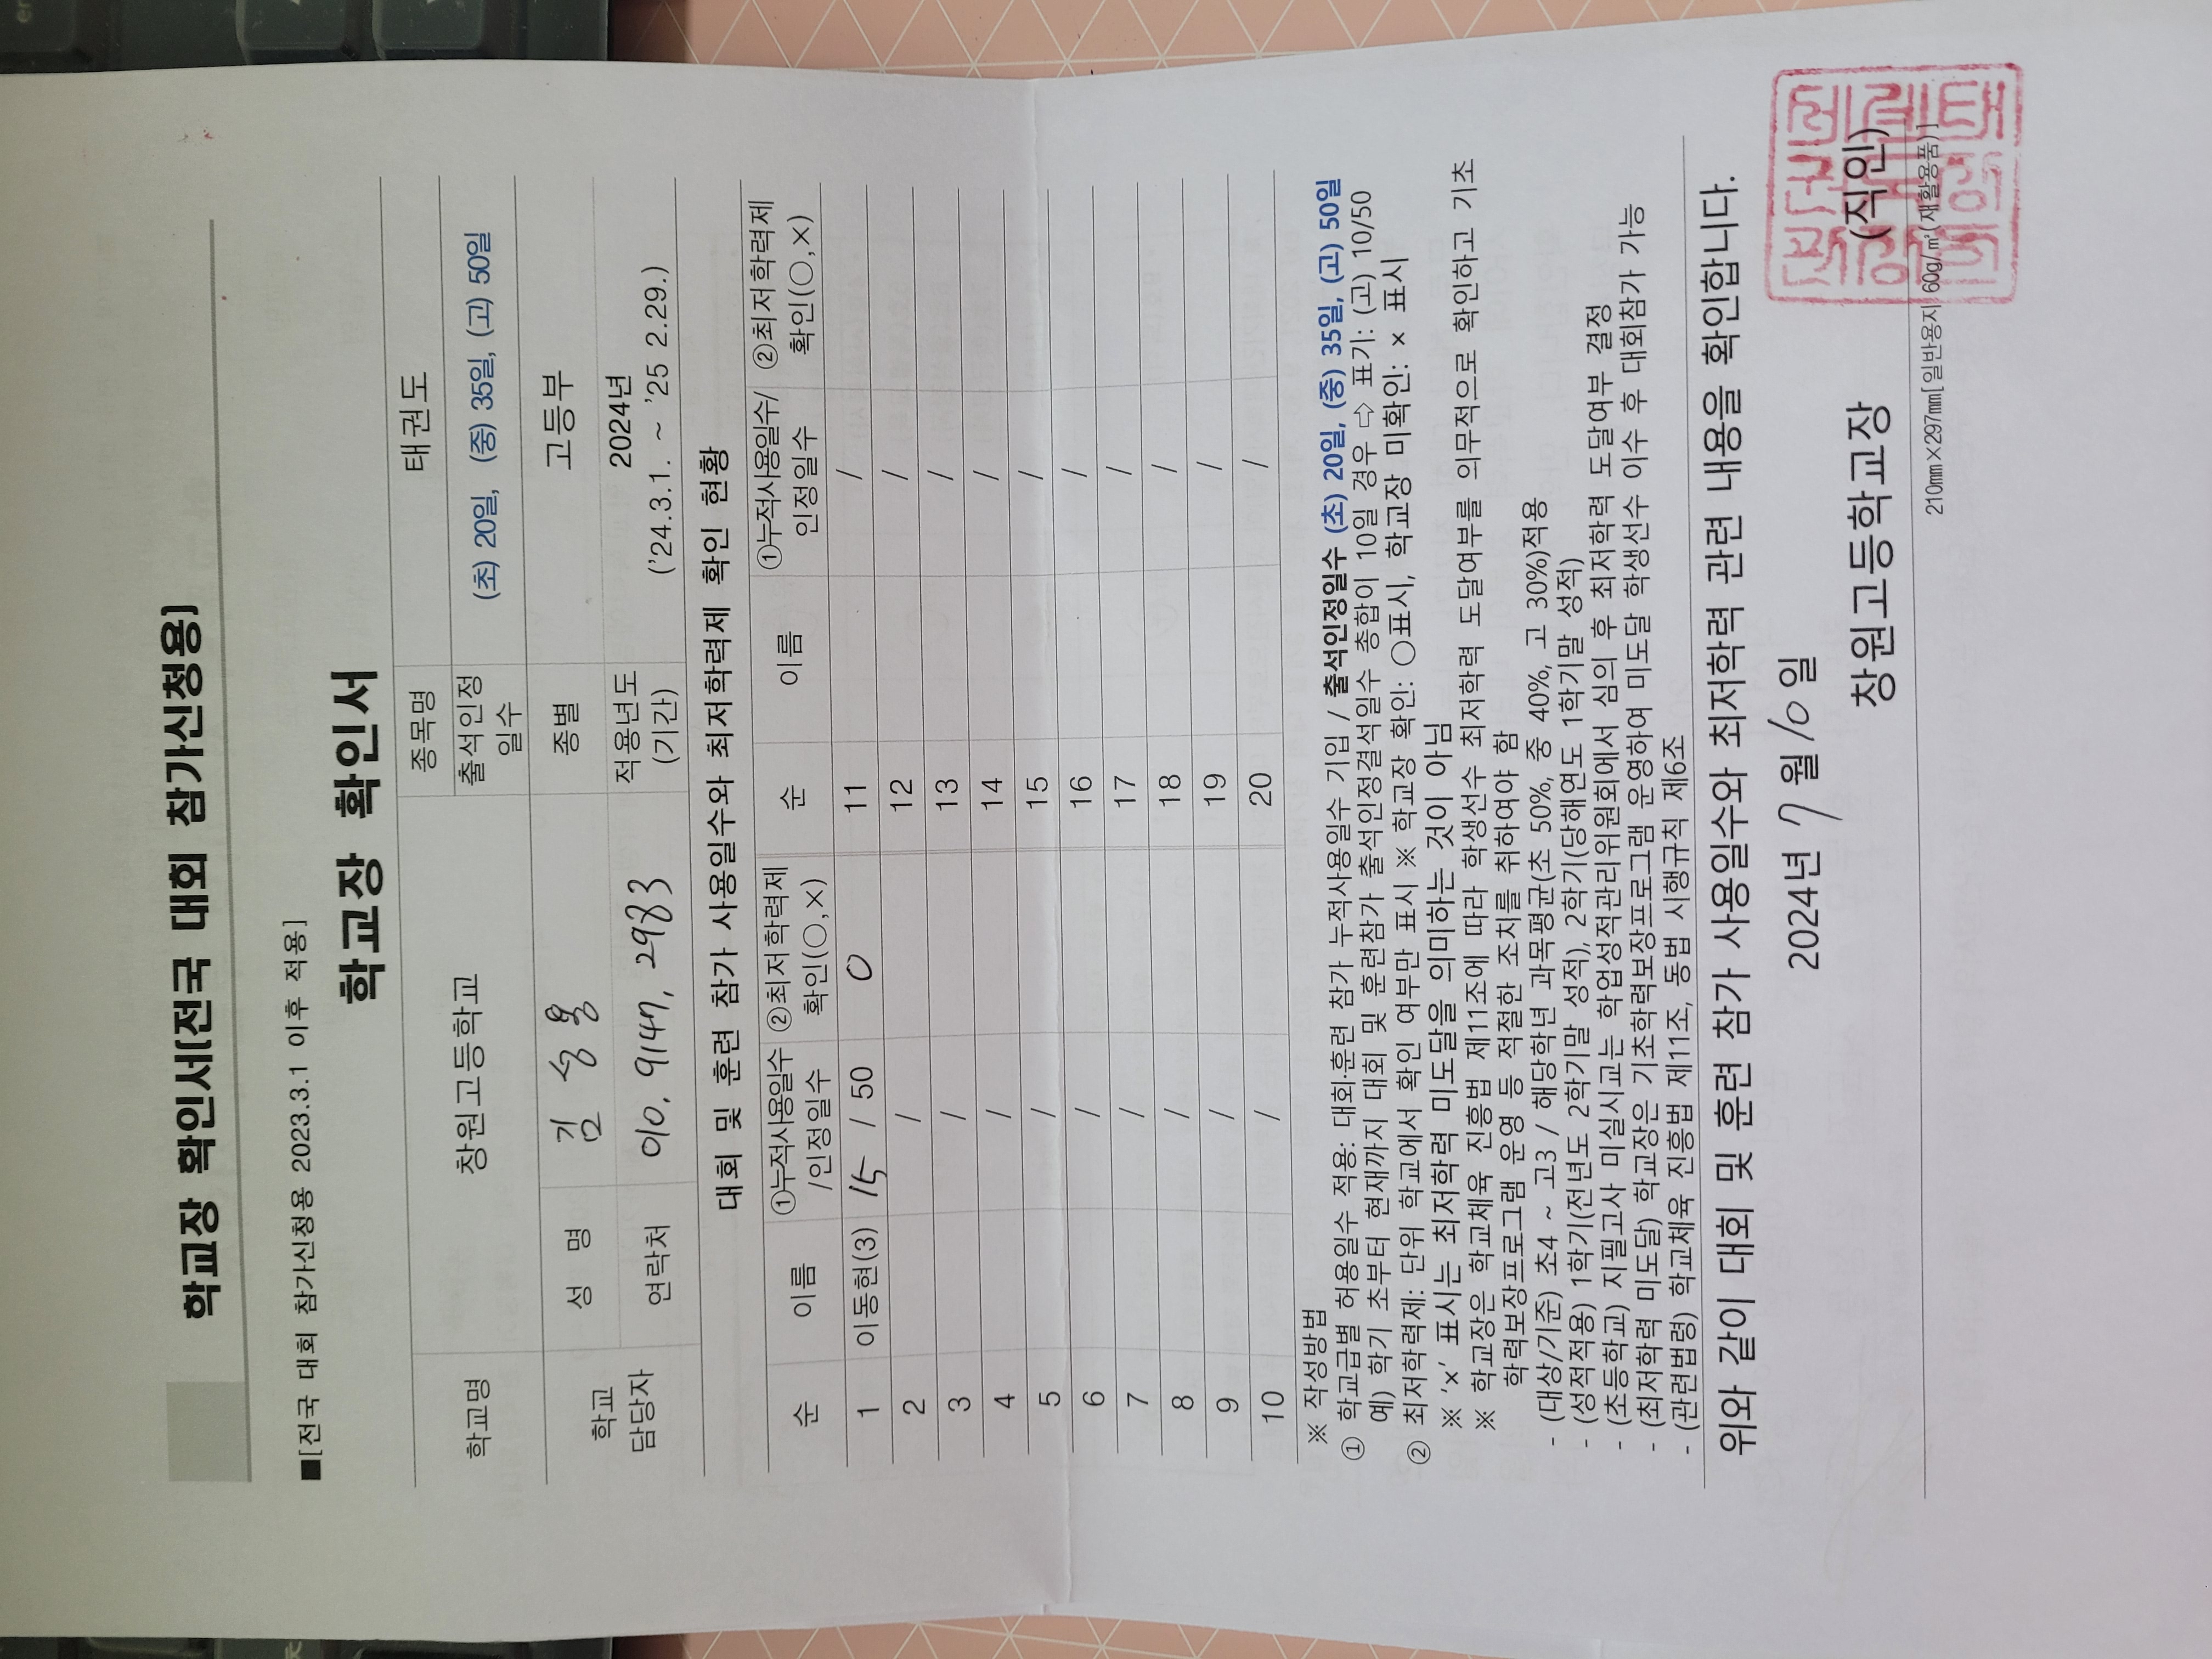 학교장 확인서[전국 대회 참가신청용]
■[전국 대회 참가신청용 2023.3.1 이후 적용]
학교장 확인서
학교명 창원고등학교 종목명 태권도
출석인정일수 (초) 20일, (중) 35일, (고) 50일
학교 담당자 성 명 김 용 종별 고등부
연락처 010, 9147, 2983 적용년도 (기간) 2024년 ('24.3.1. ~ '25 2.29.)
대회 및 훈련 참가 사용일수와 최저학력제 확인 현황
순 이름 ①누적사용일수/인정일수 ②최저학력제 확인(○,×) 순 이름 ①누적사용일수/인정일수 ②최저학력제 확인(○,×)
1 이동현(3) 15 / 50 O 11 /
2 / 12 /
3 / 13 /
4 / 14 /
5 / 15 /
6 / 16 /
7 / 17 /
8 / 18 /
9 / 19 /
10 / 20 /
※ 작성방법
① 학교급별 허용일수 적용: 대회·훈련 참가 누적사용일수 기입 / 출석인정일수 (초) 20일, (중) 35일, (고) 50일
예) 학기 초부터 현재까지 대회 및 훈련참가 출석인정결석일수 총합이 10일 경우 ⇨ 표기: (고) 10/50
② 최저학력제: 단위 학교에서 확인 여부만 표시 ※ 학교장 확인: ○표시, 학교장 미확인: × 표시
※ 'x' 표시는 최저학력 미도달을 의미하는 것이 아님
※ 학교장은 학교체육 진흥법 제11조에 따라 학생선수 최저학력 도달여부를 의무적으로 확인하고 기초
학력보장프로그램 운영 등 적절한 조치를 취하여야 함
- (대상/기준) 초4 ~ 고3 / 해당학년 과목평균(초 50%, 중 40%, 고 30%)적용
- (성적적용) 1학기(전년도 2학기말 성적), 2학기(당해연도 1학기말 성적)
- (초등학교) 지필고사 미실시교는 학업성적관리위원회에서 심의 후 최저학력 도달여부 결정
- (최저학력 미도달) 학교장은 기초학력보장프로그램 운영하여 미도달 학생선수 이수 후 대회참가 가능
- (관련법령) 학교체육 진흥법 제11조, 동법 시행규칙 제6조
위와 같이 대회 및 훈련 참가 사용일수와 최저학력 관련 내용을 확인합니다.
2024년 7월 10일
창원고등학교장 (직인)
210㎜×297㎜[일반용지 60g/㎡(재활용품)]